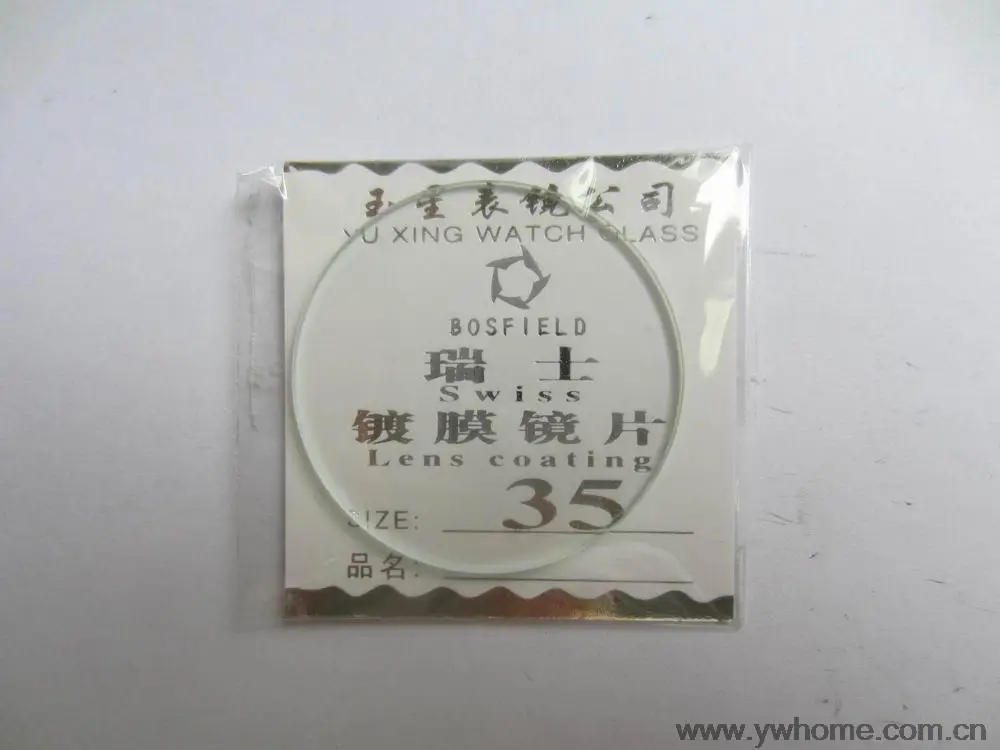 玉星表镜公司
YU XING WATCH GLASS
BOSFIELD
瑞士
Swiss
镀膜镜片
Lens coating
SIZE: 35
品名:
www.ywhome.com.cn